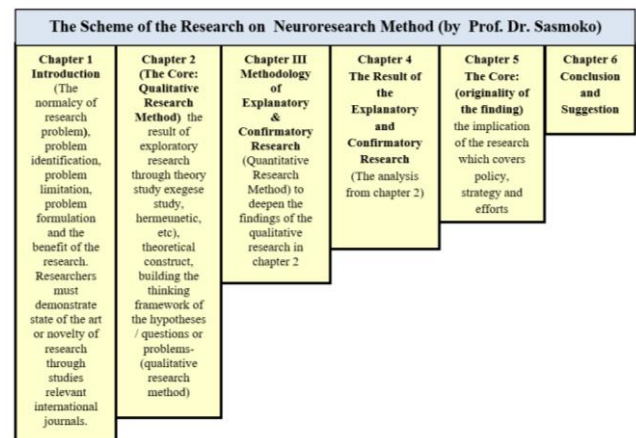 The Scheme of the Research on Neuroresearch Method (by Prof. Dr. Sasmoko)
Chapter 1
Introduction
(The
normalcy of
research
problem),
problem
identification,
problem
limitation,
problem
formulation
and the
benefit of the
research.
Researchers
must
demonstrate
state of the art
or novelty of
research
through
studies
relevant
international
journals.
Chapter 2
(The Core:
Qualitative
Research
Method) the
result of
exploratory
research
through theory
study exegese
study,
hermeunetic,
etc),
theoretical
construct,
building the
thinking
framework of
the hypotheses
/ questions or
problems-
(qualitative
research
method)
Chapter III
Methodology
of
Explanatory
&
Confirmatory
Research
(Quantitative
Research
Method) to
deepen the
findings of the
qualitative
research in
chapter 2
Chapter 4
The Result of
the
Explanatory
and
Confirmatory
Research
(The analysis
from chapter 2)
Chapter 5
The Core:
(originality of
the finding)
the implication
of the research
which covers
policy,
strategy and
efforts
Chapter 6
Conclusion
and
Suggestion